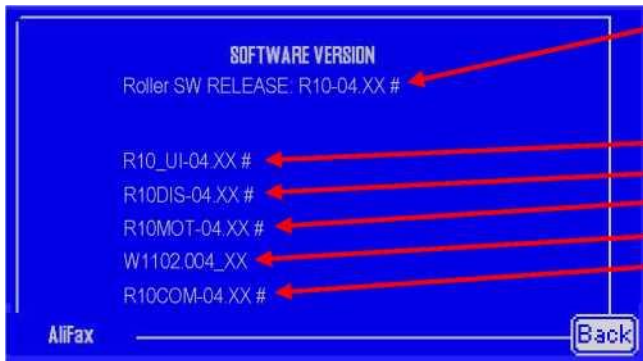 SOFTWARE VERSION
Roller SW RELEASE: R10-04.XX #
R10_UI-04.XX #
R10DIS-04.XX #
R10MOT-04.XX #
W1102.004_XX
R10COM-04.XX #
AliFax
Back